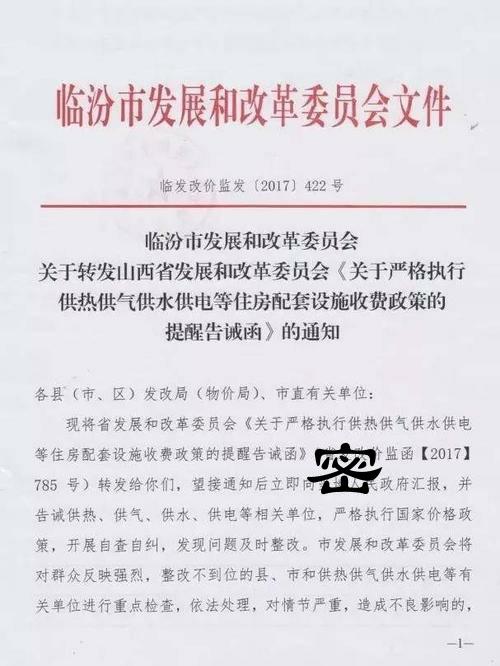 临汾市发展和改革委员会文件
临发改价监发〔2017〕422号
临汾市发展和改革委员会
关于转发山西省发展和改革委员会《关于严格执行
供热供气供水供电等住房配套设施收费政策的
提醒告诫函》的通知
各县（市、区）发改局（物价局）、市直有关单位：
现将省发展和改革委员会《关于严格执行供热供气供水供电
等住房配套设施收费政策的提醒告诫函》 密 价监函【2017】
785号）转发给你们，望接通知后立即向 人民政府汇报，并
告诫供热、供气、供水、供电等相关单位，严格执行国家价格政
策，开展自查自纠，发现问题及时整改。市发展和改革委员会将
对群众反映强烈，整改不到位的县、市和供热供气供水供电等有
关单位进行重点检查，依法处理，对情节严重，造成不良影响的，
—1—